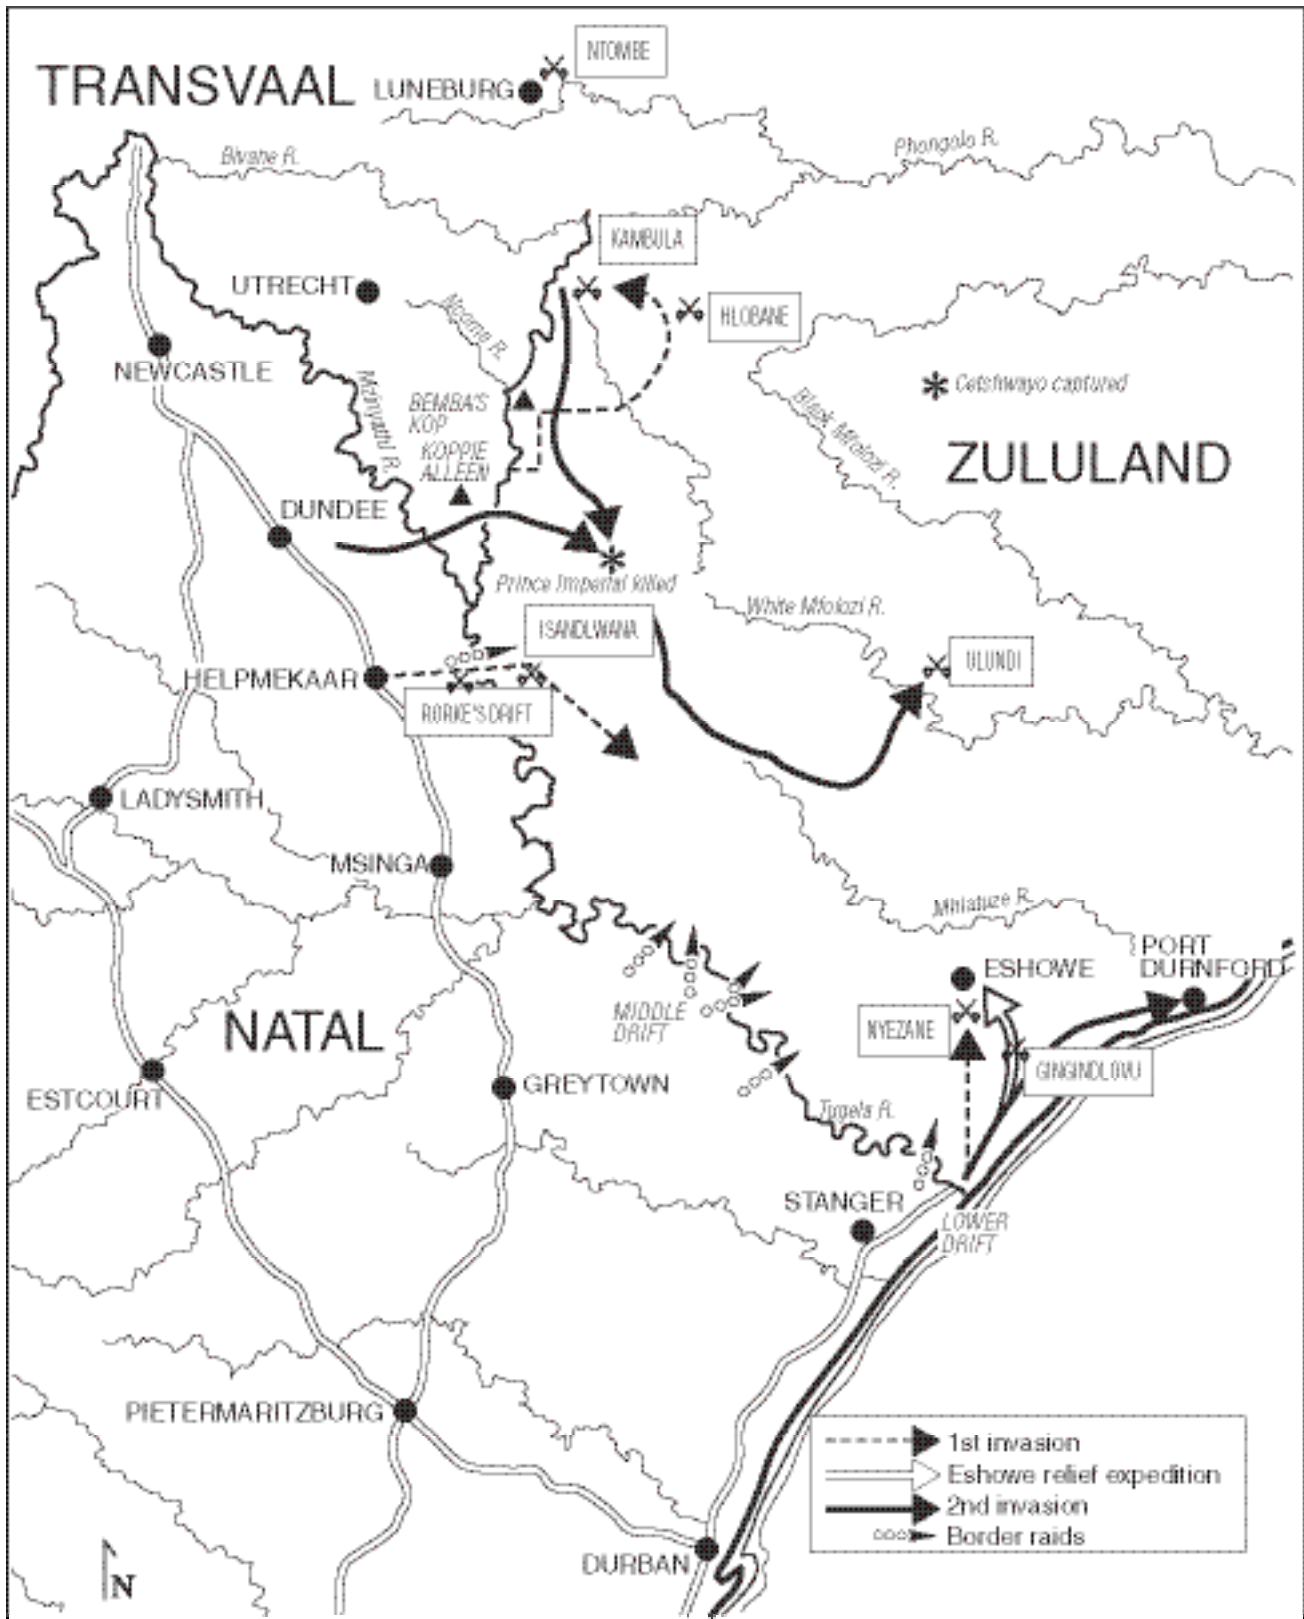 NTOMBE
TRANSVAAL
LUNEBURG
Bivane R.
Phongolo R.
KAMBULA
UTRECHT
HLOBANE
NEWCASTLE
Mzinyathi R.
BEMBA'S
KOP
KOPPIE
ALLEEN
Cetshwayo captured
Black Mfolozi R.
ZULULAND
DUNDEE
Prince Imperial killed
White Mfolozi R.
ISANDLWANA
ULUNDI
HELPMEKAAR
RORKE'S DRIFT
LADYSMITH
MSINGA
Mhlatuze R.
PORT
DURNFORD
ESHOWE
NATAL
MIDDLE
DRIFT
NYEZANE
GINGINDLOVU
ESTCOURT
GREYTOWN
Tugela R.
STANGER
LOWER
DRIFT
PIETERMARITZBURG
1st invasion
Eshowe relief expedition
2nd invasion
Border raids
DURBAN
N